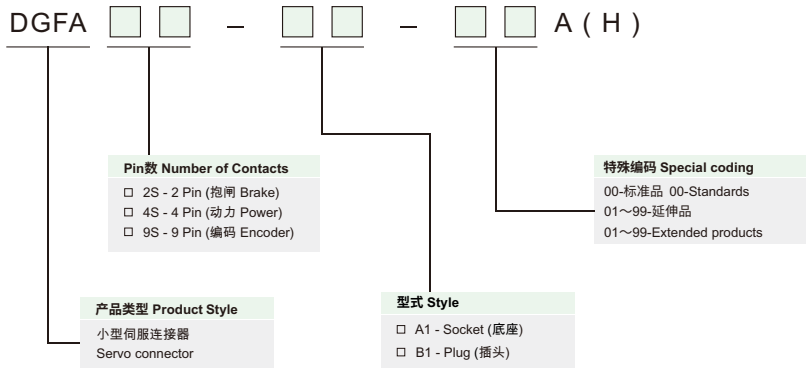 DGFA □ □ – □ □ – □ □ A ( H )
Pin数 Number of Contacts
□ 2S - 2 Pin (抱闸 Brake)
□ 4S - 4 Pin (动力 Power)
□ 9S - 9 Pin (编码 Encoder)
特殊编码 Special coding
00-标准品 00-Standards
01～99-延伸品
01～99-Extended products
产品类型 Product Style
小型伺服连接器
Servo connector
型式 Style
□ A1 - Socket (底座)
□ B1 - Plug (插头)